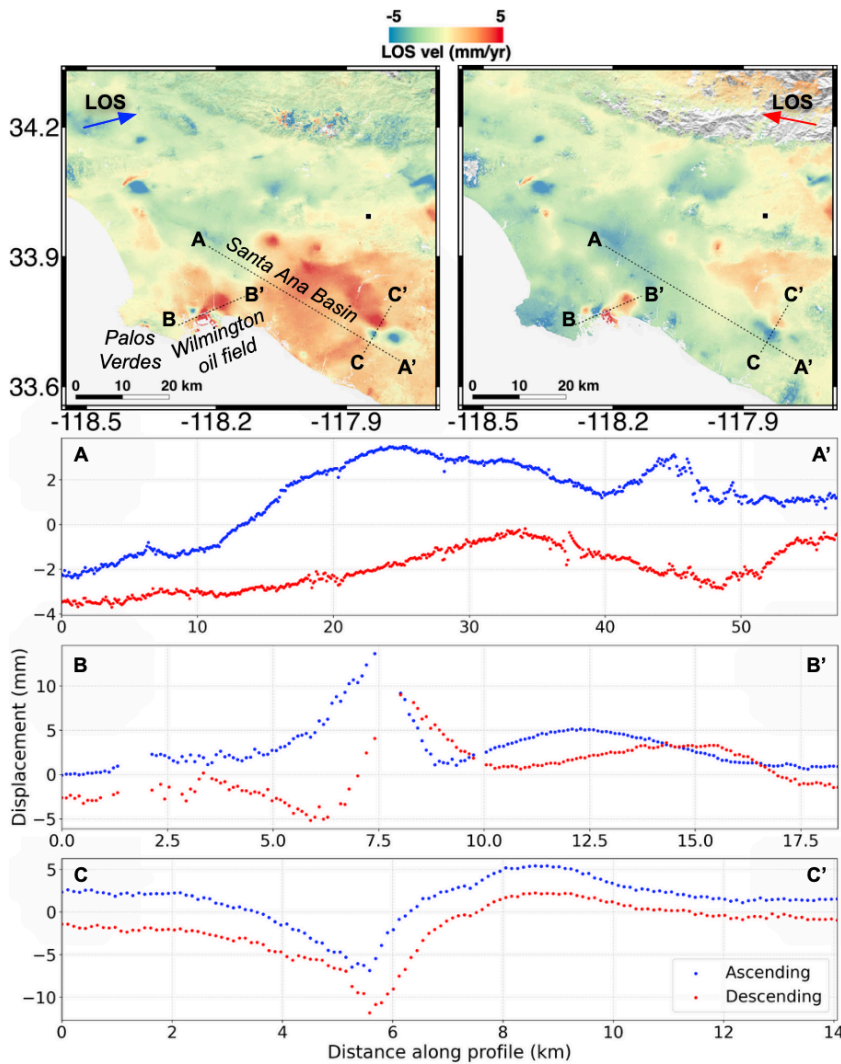 -5 5
LOS vel (mm/yr)
LOS
LOS
34.2
33.9
33.6
A
Santa Ana Basin
B'
C'
B
Palos
Verdes
Wilmington
oil field
C
A'
0 10 20 km
A
B'
C'
B
C
A'
0 10 20 km
-118.5 -118.2 -117.9
-118.2 -117.9
A A'
2
0
-2
-4
0 10 20 30 40 50
B B'
10
5
0
-5
0.0 2.5 5.0 7.5 10.0 12.5 15.0 17.5
Displacement (mm)
C C'
5
0
-5
-10
Ascending
Descending
0 2 4 6 8 10 12 14
Distance along profile (km)